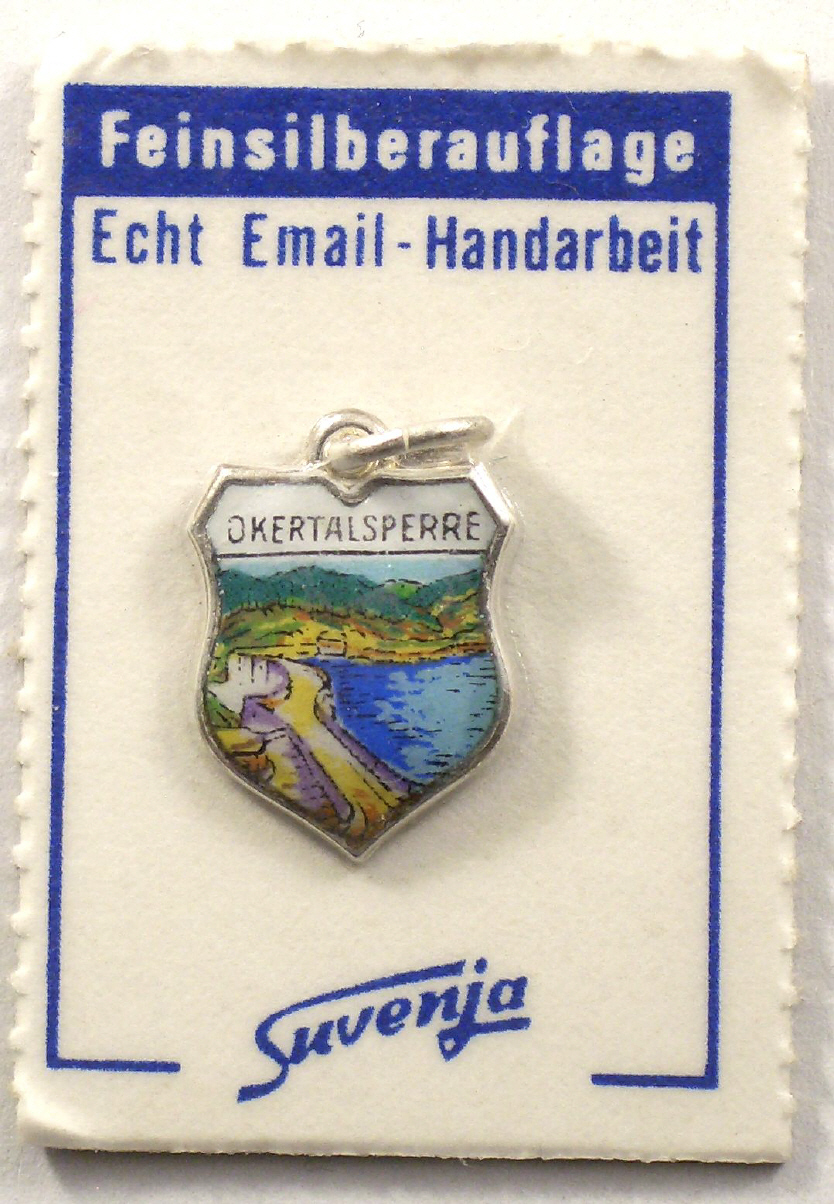 Feinsilberauflage
Echt Email-Handarbeit
OKERTALSPERRE
Suvenja